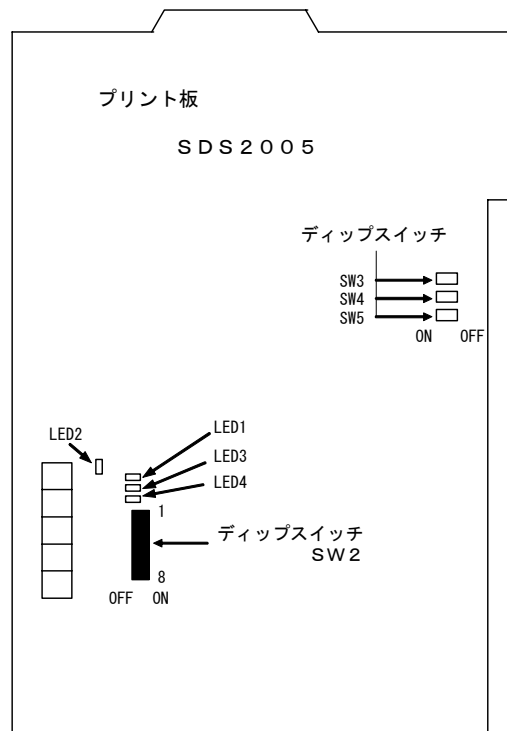 プリント板
ＳＤＳ２００５
ディップスイッチ
SW3
SW4
SW5
ON OFF
LED1
LED2
LED3
LED4
1
ディップスイッチ
ＳＷ２
8
OFF ON